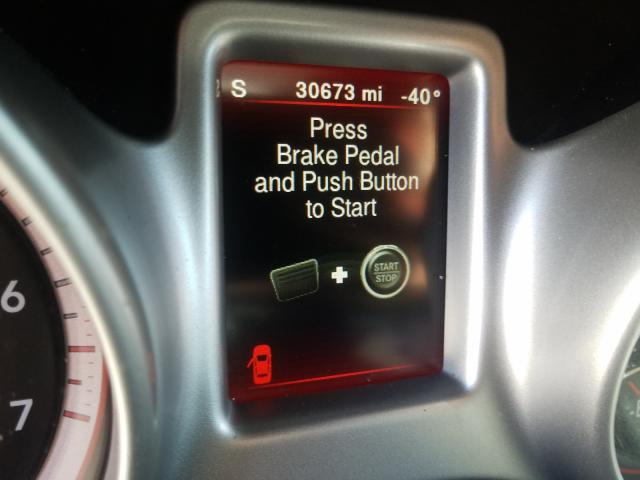 S 30673 mi -40°
Press
Brake Pedal
and Push Button
to Start
START
STOP
6
7